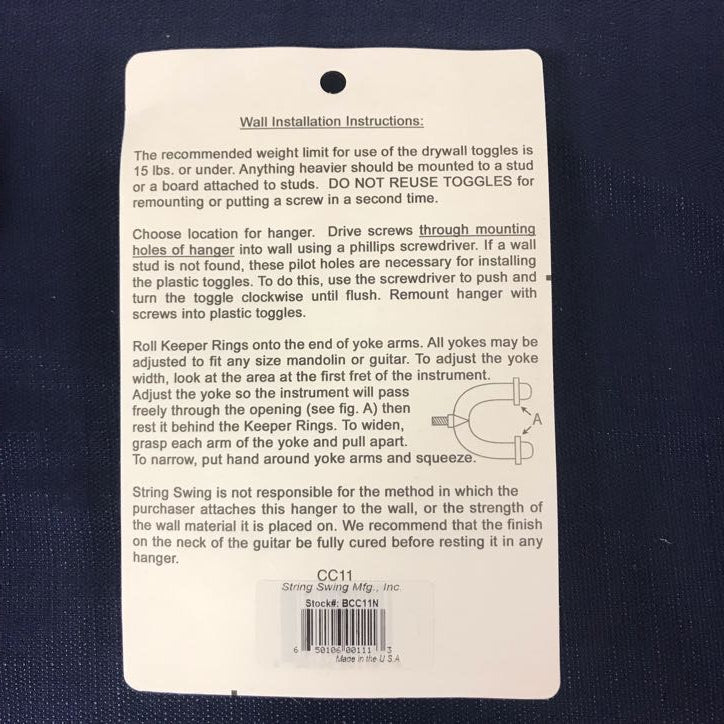 Wall Installation Instructions:
The recommended weight limit for use of the drywall toggles is
15 lbs. or under. Anything heavier should be mounted to a stud
or a board attached to studs. DO NOT REUSE TOGGLES for
remounting or putting a screw in a second time.
Choose location for hanger. Drive screws through mounting
holes of hanger into wall using a phillips screwdriver. If a wall
stud is not found, these pilot holes are necessary for installing
the plastic toggles. To do this, use the screwdriver to push and
turn the toggle clockwise until flush. Remount hanger with
screws into plastic toggles.
Roll Keeper Rings onto the end of yoke arms. All yokes may be
adjusted to fit any size mandolin or guitar. To adjust the yoke
width, look at the area at the first fret of the instrument.
Adjust the yoke so the instrument will pass
freely through the opening (see fig. A) then
rest it behind the Keeper Rings. To widen,
grasp each arm of the yoke and pull apart.
To narrow, put hand around yoke arms and squeeze.
A
String Swing is not responsible for the method in which the
purchaser attaches this hanger to the wall, or the strength of
the wall material it is placed on. We recommend that the finish
on the neck of the guitar be fully cured before resting it in any
hanger.
CC11
String Swing Mfg., Inc.
Stock#: BCC11N
6 50106 00111 3
Made in the U S A